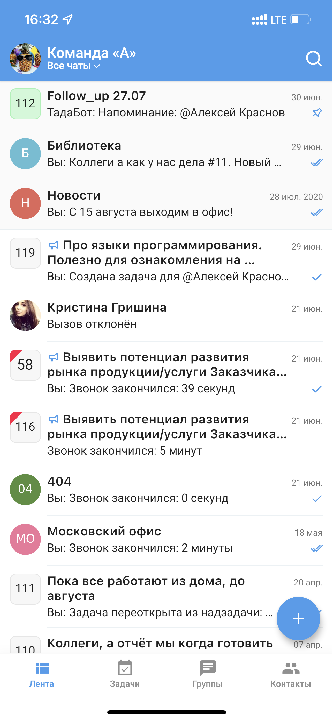 16:32
LTE
Команда «А»
Все чаты
112
Follow_up 27.07
30 июн.
ТадаБот: Напоминание: @Алексей Краснов
Б
Библиотека
29 июн.
Вы: Коллеги а как у нас дела #11. Новый ...
Н
Новости
28 июл. 2020
Вы: С 15 августа выходим в офис!
119
Про языки программирования.
29 июн.
Полезно для ознакомления на ...
Вы: Создана задача для @Алексей Красно...
Кристина Гришина
21 июн.
Вызов отклонён
58
Выявить потенциал развития
21 июн.
рынка продукции/услуги Заказчика...
Вы: Звонок закончился: 39 секунд
116
Выявить потенциал развития
21 июн.
рынка продукции/услуги Заказчика...
Звонок закончился: 5 минут
04
404
21 июн.
Вы: Звонок закончился: 0 секунд
МО
Московский офис
18 мая
Вы: Звонок закончился: 2 минуты
111
Пока все работают из дома, до
20 апр.
августа
Вы: Задача переоткрыта из надзадачи: ...
110
Коллеги, а отчёт мы когда готовить
07 апр.
Лента
Задачи
Группы
Контакты